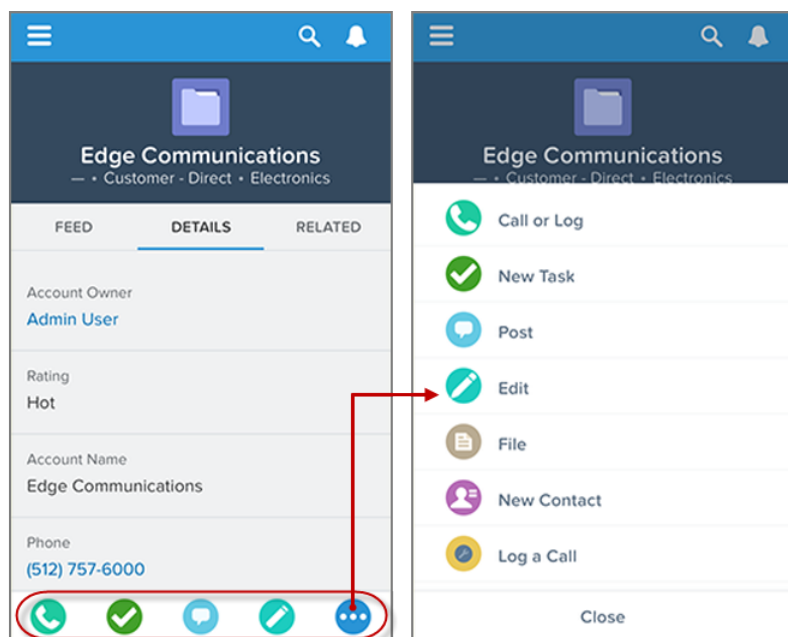 Edge Communications
— • Customer - Direct • Electronics
FEED DETAILS RELATED
Account Owner
Admin User
Rating
Hot
Account Name
Edge Communications
Phone
(512) 757-6000
Edge Communications
— • Customer - Direct • Electronics
Call or Log
New Task
Post
Edit
File
New Contact
Log a Call
Close